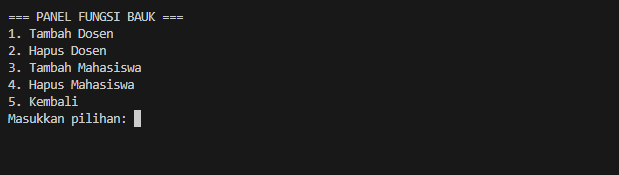 === PANEL FUNGSI BAUK ===
1. Tambah Dosen
2. Hapus Dosen
3. Tambah Mahasiswa
4. Hapus Mahasiswa
5. Kembali
Masukkan pilihan: